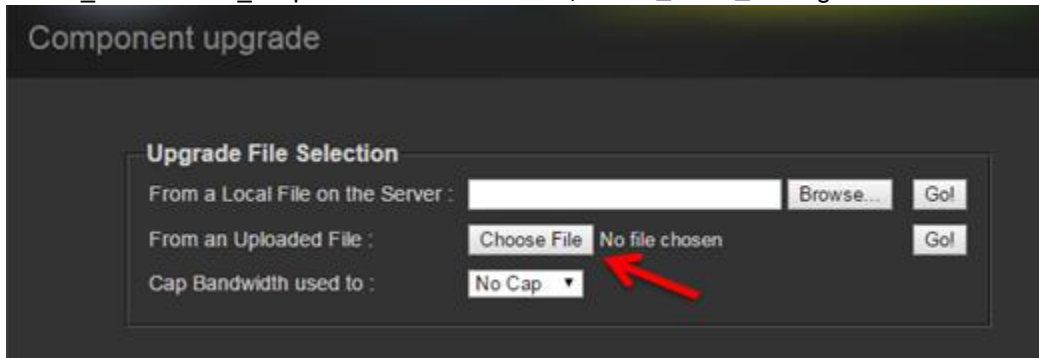 Component upgrade
Upgrade File Selection
From a Local File on the Server : Browse... Go!
From an Uploaded File : Choose File No file chosen Go!
Cap Bandwidth used to : No Cap